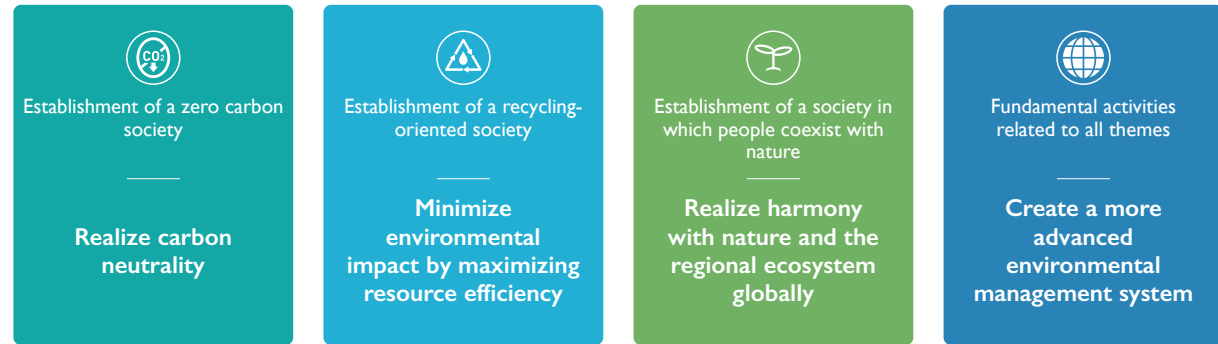 CO₂
Establishment of a zero carbon
society
Realize carbon
neutrality
Establishment of a recycling-
oriented society
Minimize
environmental
impact by maximizing
resource efficiency
Establishment of a society in
which people coexist with
nature
Realize harmony
with nature and the
regional ecosystem
globally
Fundamental activities
related to all themes
Create a more
advanced
environmental
management system